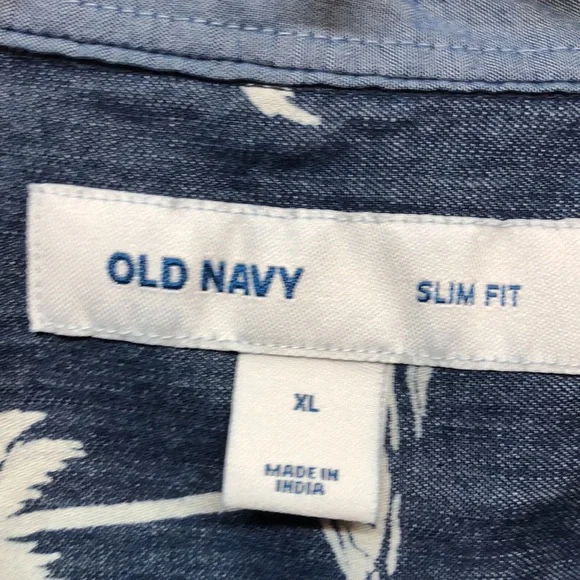 OLD NAVY SLIM FIT
XL
MADE IN
INDIA